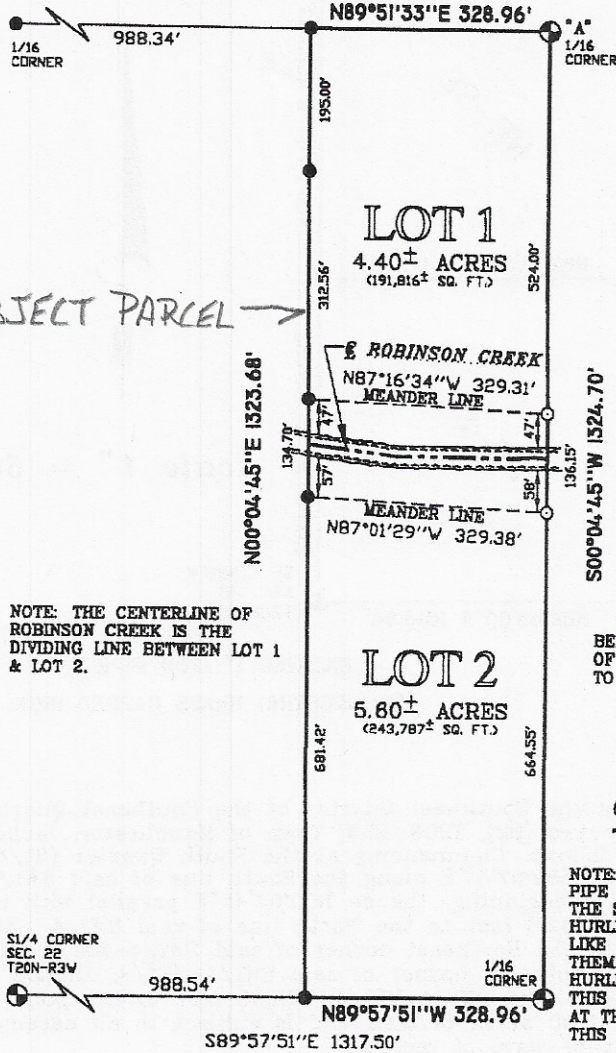 N89°51'33"E 328.96'
988.34'
"A"
1/16
CORNER
1/16
CORNER
195.00'
LOT 1
4.40± ACRES
(191,816± SQ. FT.)
524.00'
312.56'
PARCEL
ROBINSON CREEK
N87°16'34"W 329.31'
MEANDER LINE
47'
47'
134.70'
136.15'
57'
58'
MEANDER LINE
N87°01'29"W 329.38'
N00°04'45"E 1323.68'
S00°04'45"W 1324.70'
NOTE: THE CENTERLINE OF
ROBINSON CREEK IS THE
DIVIDING LINE BETWEEN LOT 1
& LOT 2.
BE
OF
TO
LOT 2
5.60± ACRES
(243,787± SQ. FT.)
681.42'
664.55'
NOTE:
PIPE
THE S
HURL
LIKE
THEM
HURL
THIS
AT TH
THIS
S1/4 CORNER
SEC. 22
T20N-R3W
1/16
CORNER
988.54'
N89°57'51"W 328.96'
S89°57'51"E 1317.50'